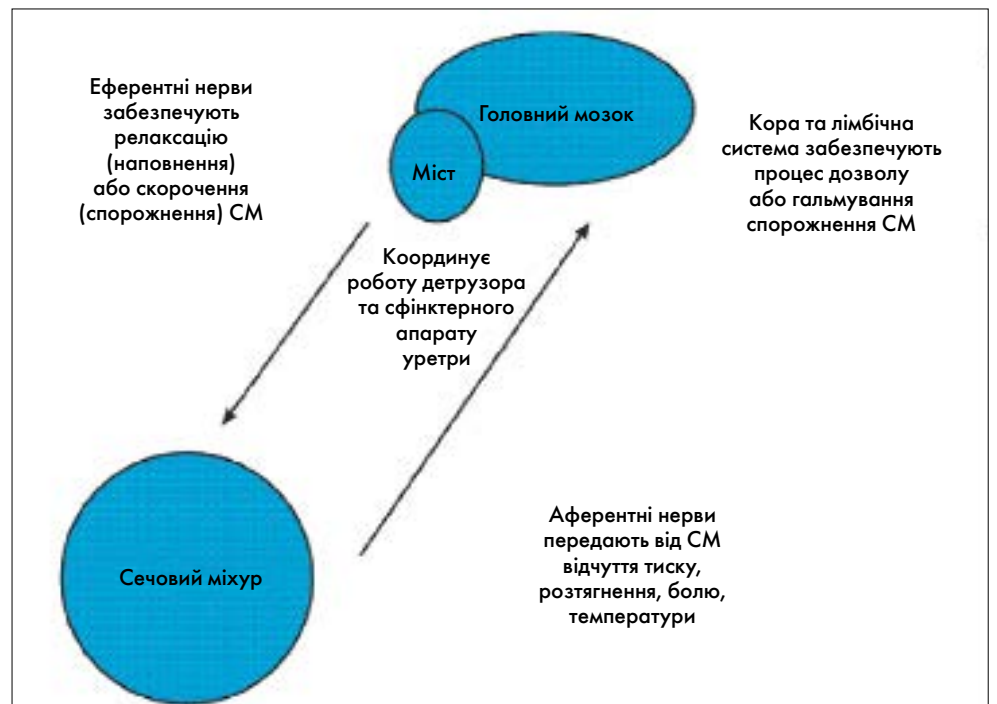 Еферентні нерви
забезпечують
релаксацію
(наповнення)
або скорочення
(спорожнення) СМ
Головний мозок
Міст
Кора та лімбічна
система забезпечують
процес дозволу
або гальмування
спорожнення СМ
Координує
роботу детрузора
та сфінктерного
апарату
уретри
Сечовий міхур
Аферентні нерви
передають від СМ
відчуття тиску,
розтягнення, болю,
температури